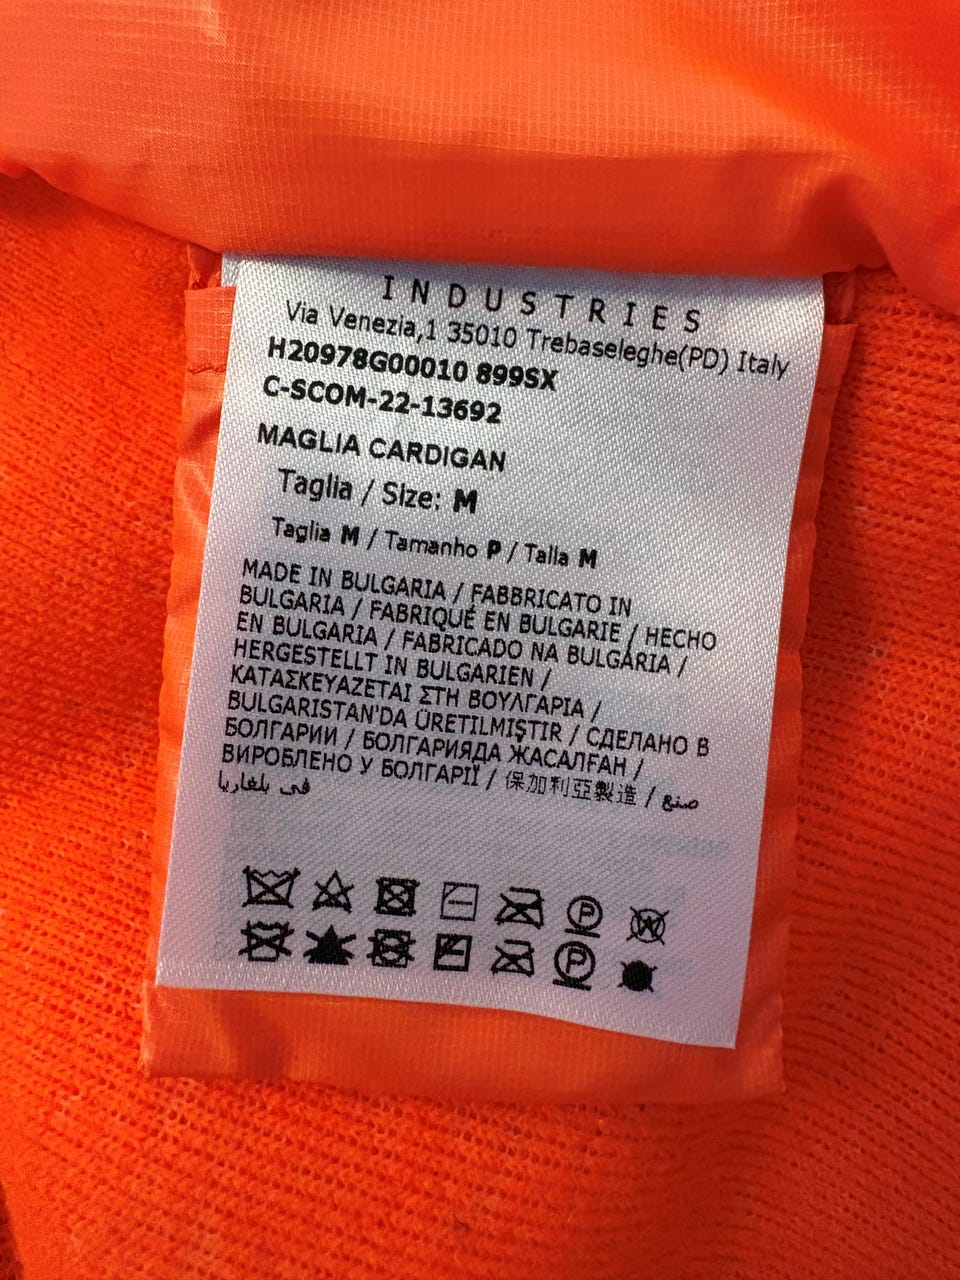 INDUSTRIES
Via Venezia,1 35010 Trebaseleghe(PD) Italy
H20978G00010 899SX
C-SCOM-22-13692
MAGLIA CARDIGAN
Taglia / Size: M
Taglia M / Tamanho P / Talla M
MADE IN BULGARIA / FABBRICATO IN
BULGARIA / FABRIQUÉ EN BULGARIE / HECHO
EN BULGARIA / FABRICADO NA BULGÁRIA /
HERGESTELLT IN BULGARIEN /
ΚΑΤΑΣΚΕΥΑΖΕΤΑΙ ΣΤΗ ΒΟΥΛΓΑΡΙΑ /
BULGARISTAN'DA ÜRETILMIŞTIR / СДЕЛАНО В
БОЛГАРИИ / БОЛГАРИЯДА ЖАСАЛҒАН /
ВИРОБЛЕНО У БОЛГАРІЇ / 保加利亞製造 / صنع
في بلغاريا
P W
P